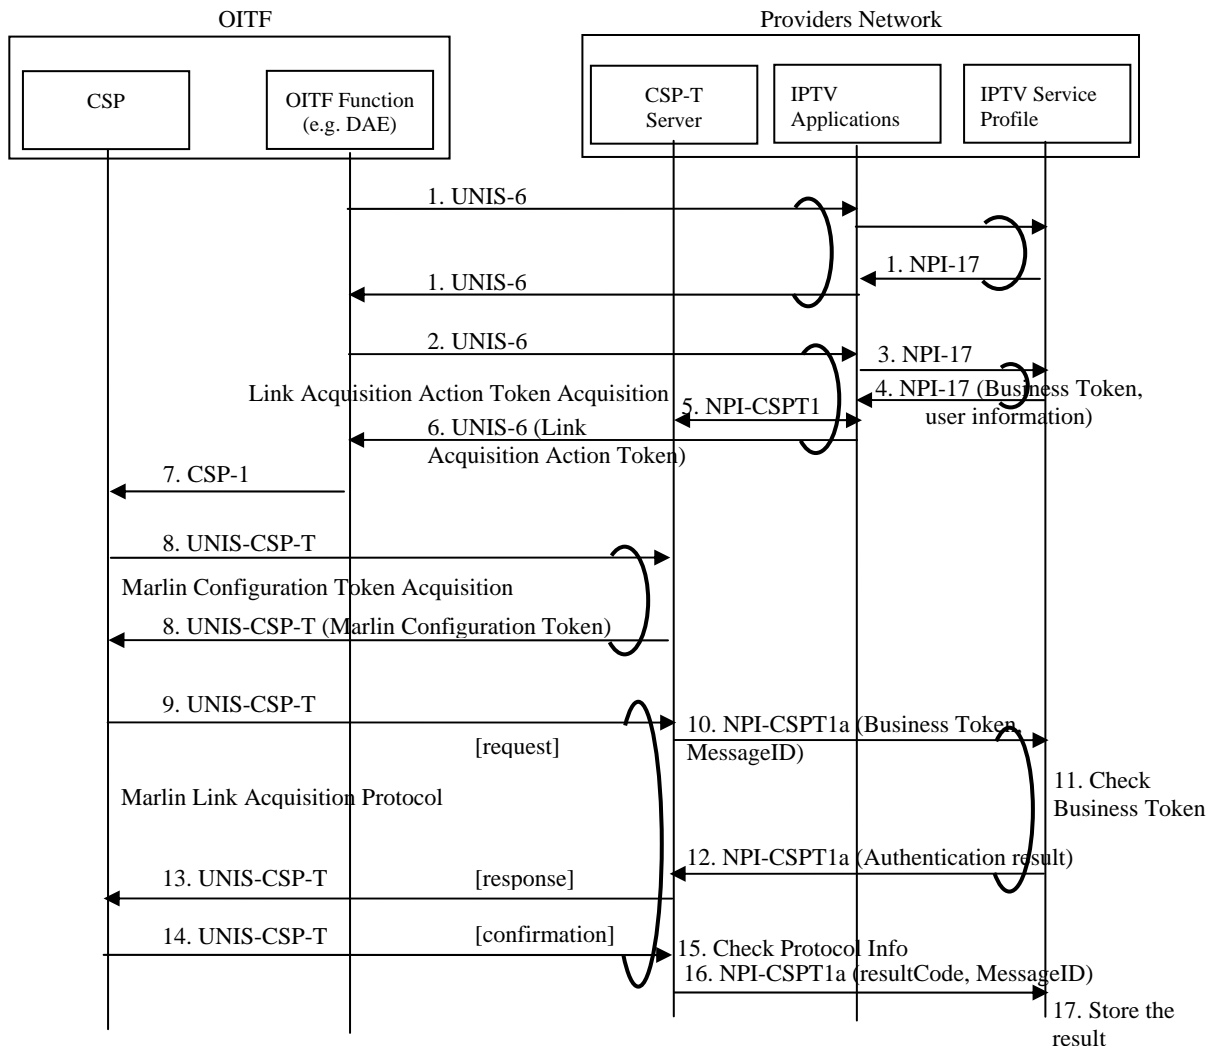 OITF
Providers Network
CSP
OITF Function
(e.g. DAE)
CSP-T
Server
IPTV
Applications
IPTV Service
Profile
1. UNIS-6
1. NPI-17
1. UNIS-6
2. UNIS-6
3. NPI-17
Link Acquisition Action Token Acquisition
4. NPI-17 (Business Token,
user information)
5. NPI-CSPT1
6. UNIS-6 (Link
Acquisition Action Token)
7. CSP-1
8. UNIS-CSP-T
Marlin Configuration Token Acquisition
8. UNIS-CSP-T (Marlin Configuration Token)
9. UNIS-CSP-T
[request]
10. NPI-CSPT1a (Business Token,
MessageID)
11. Check
Business Token
Marlin Link Acquisition Protocol
12. NPI-CSPT1a (Authentication result)
13. UNIS-CSP-T
[response]
14. UNIS-CSP-T
[confirmation]
15. Check Protocol Info
16. NPI-CSPT1a (resultCode, MessageID)
17. Store the
result